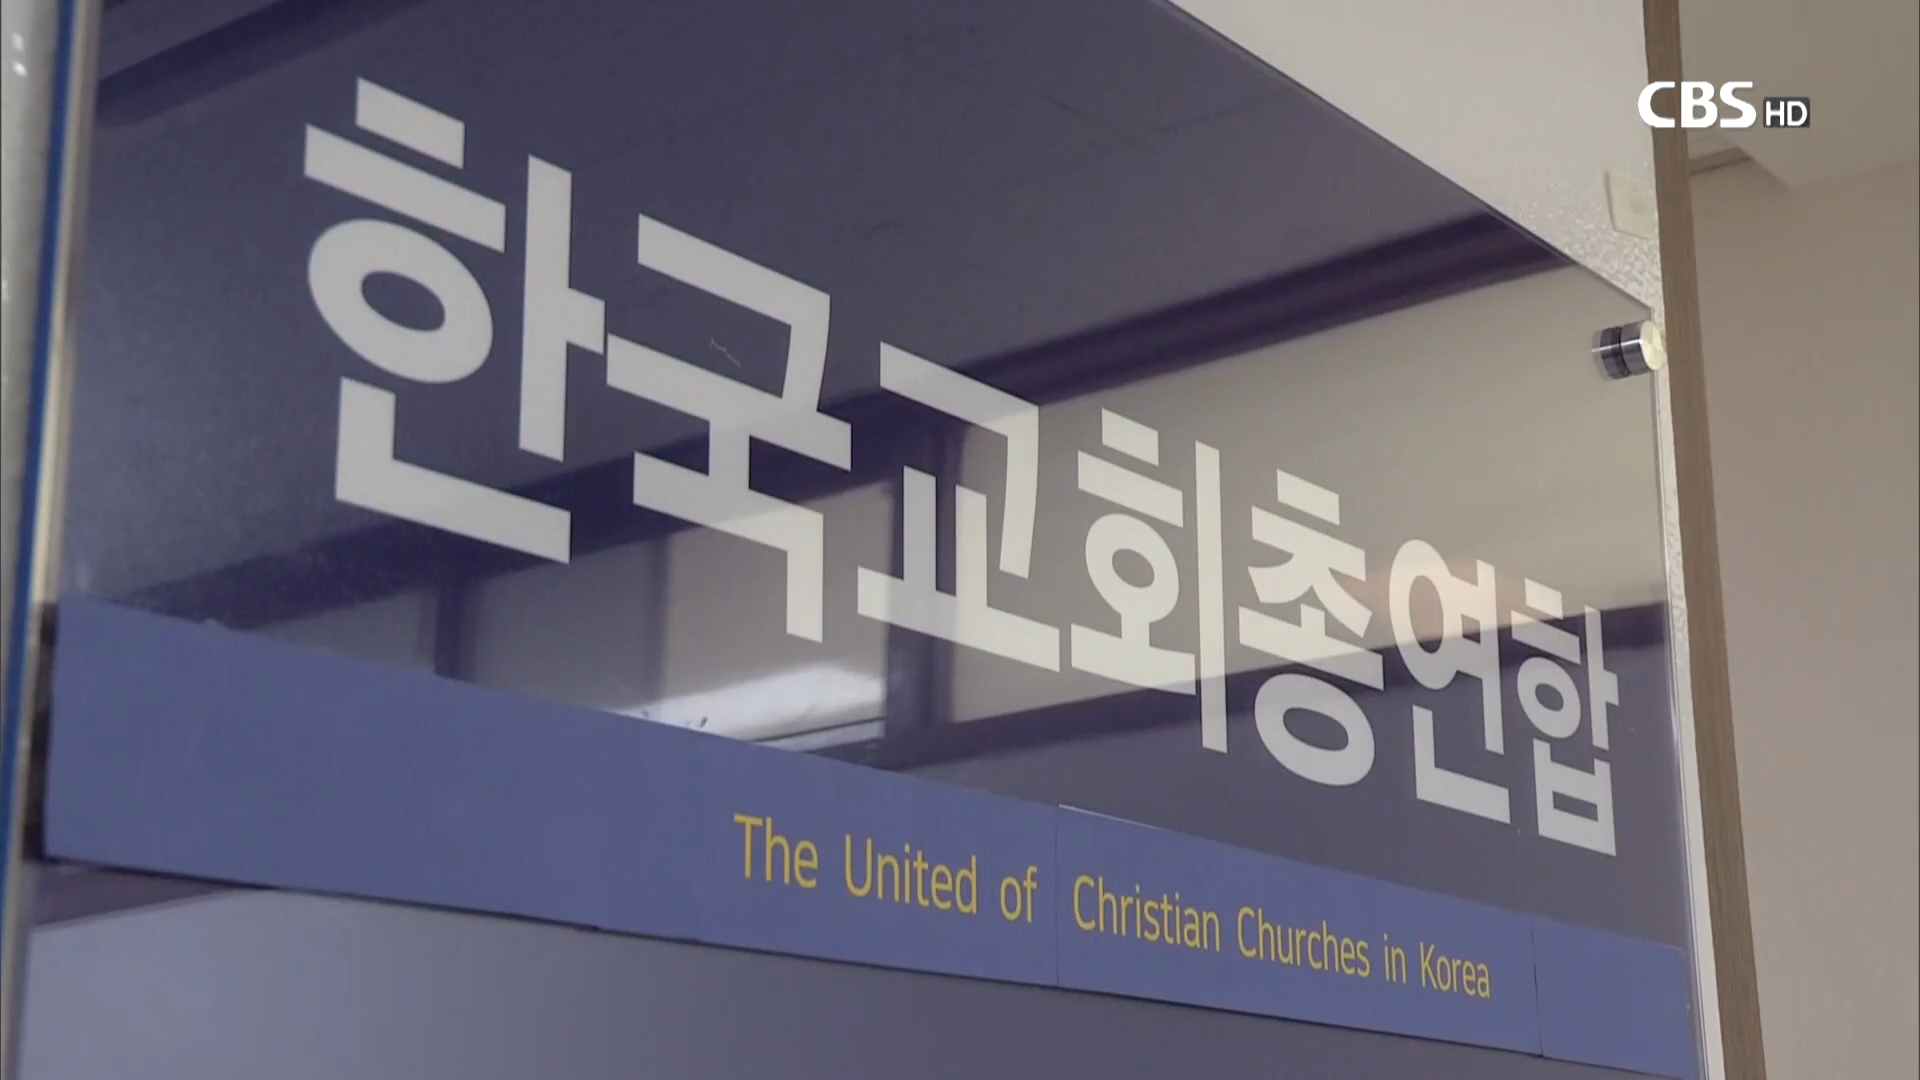 CBS HD
한국교회총연합
The United of Christian Churches in Korea